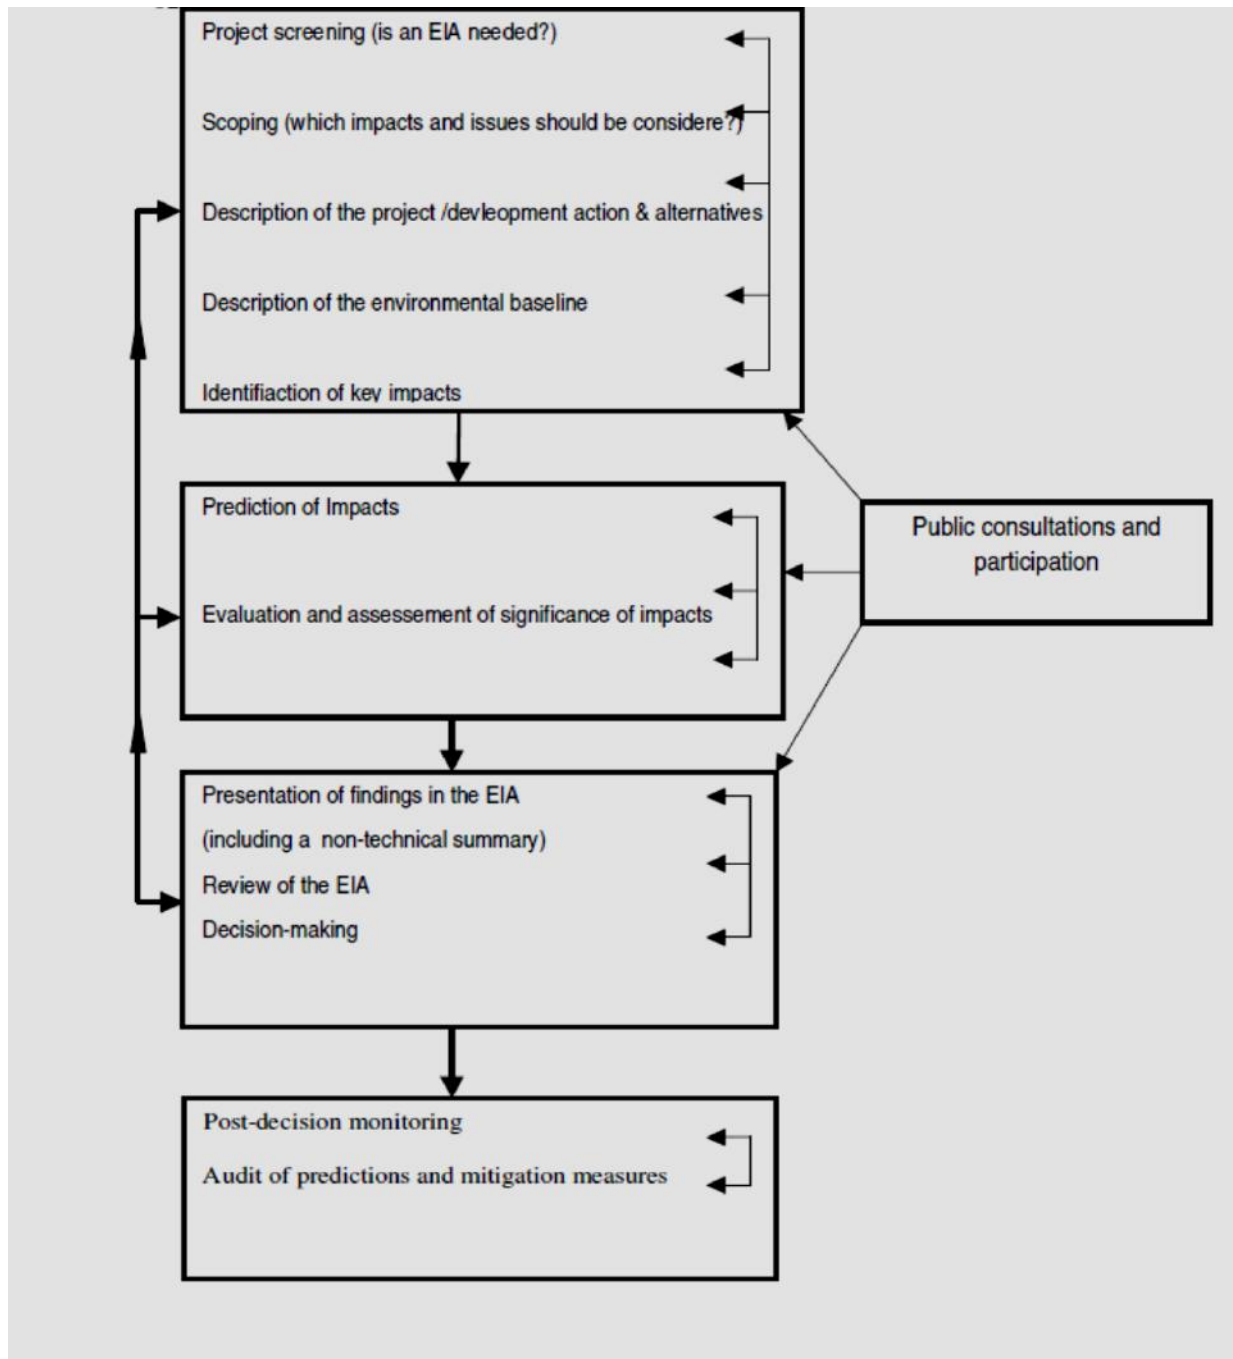 Project screening (is an EIA needed?)
Scoping (which impacts and issues should be considere?)
Description of the project /devleopment action & alternatives
Description of the environmental baseline
Identifiaction of key impacts
Prediction of Impacts
Evaluation and assessement of significance of impacts
Public consultations and
participation
Presentation of findings in the EIA
(including a non-technical summary)
Review of the EIA
Decision-making
Post-decision monitoring
Audit of predictions and mitigation measures